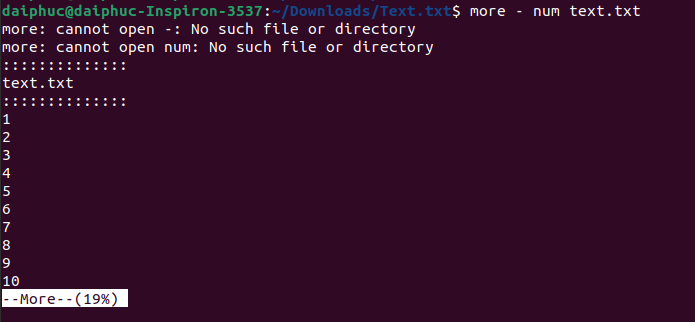 daiphuc@daiphuc-Inspiron-3537:~/Downloads/Text.txt$ more - num text.txt
more: cannot open -: No such file or directory
more: cannot open num: No such file or directory
::::::::::::::
text.txt
::::::::::::::
1
2
3
4
5
6
7
8
9
10
--More--(19%)